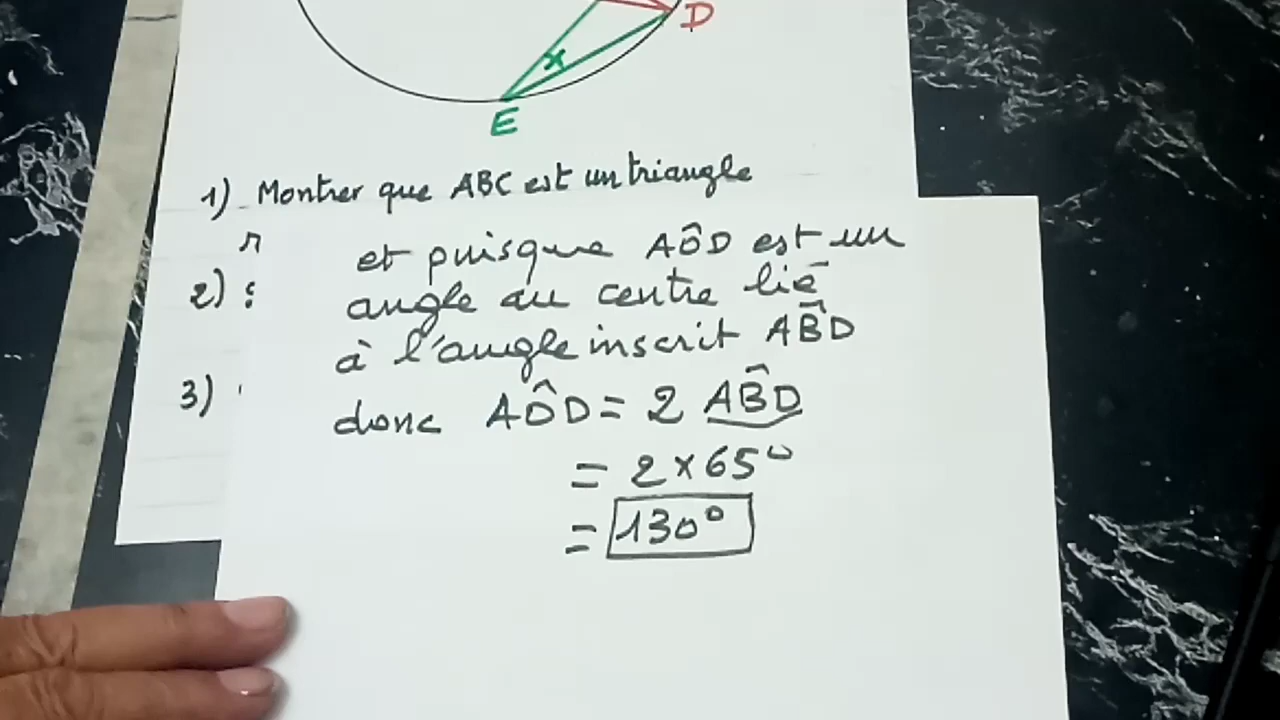 D
x
E
1) Montrer que ABC est un triangle
r
2)
3)
et puisque AÔD est un
angle au centre lié
à l'angle inscrit AB̂D
donc AÔD = 2 AB̂D
= 2 x 65°
= 130°